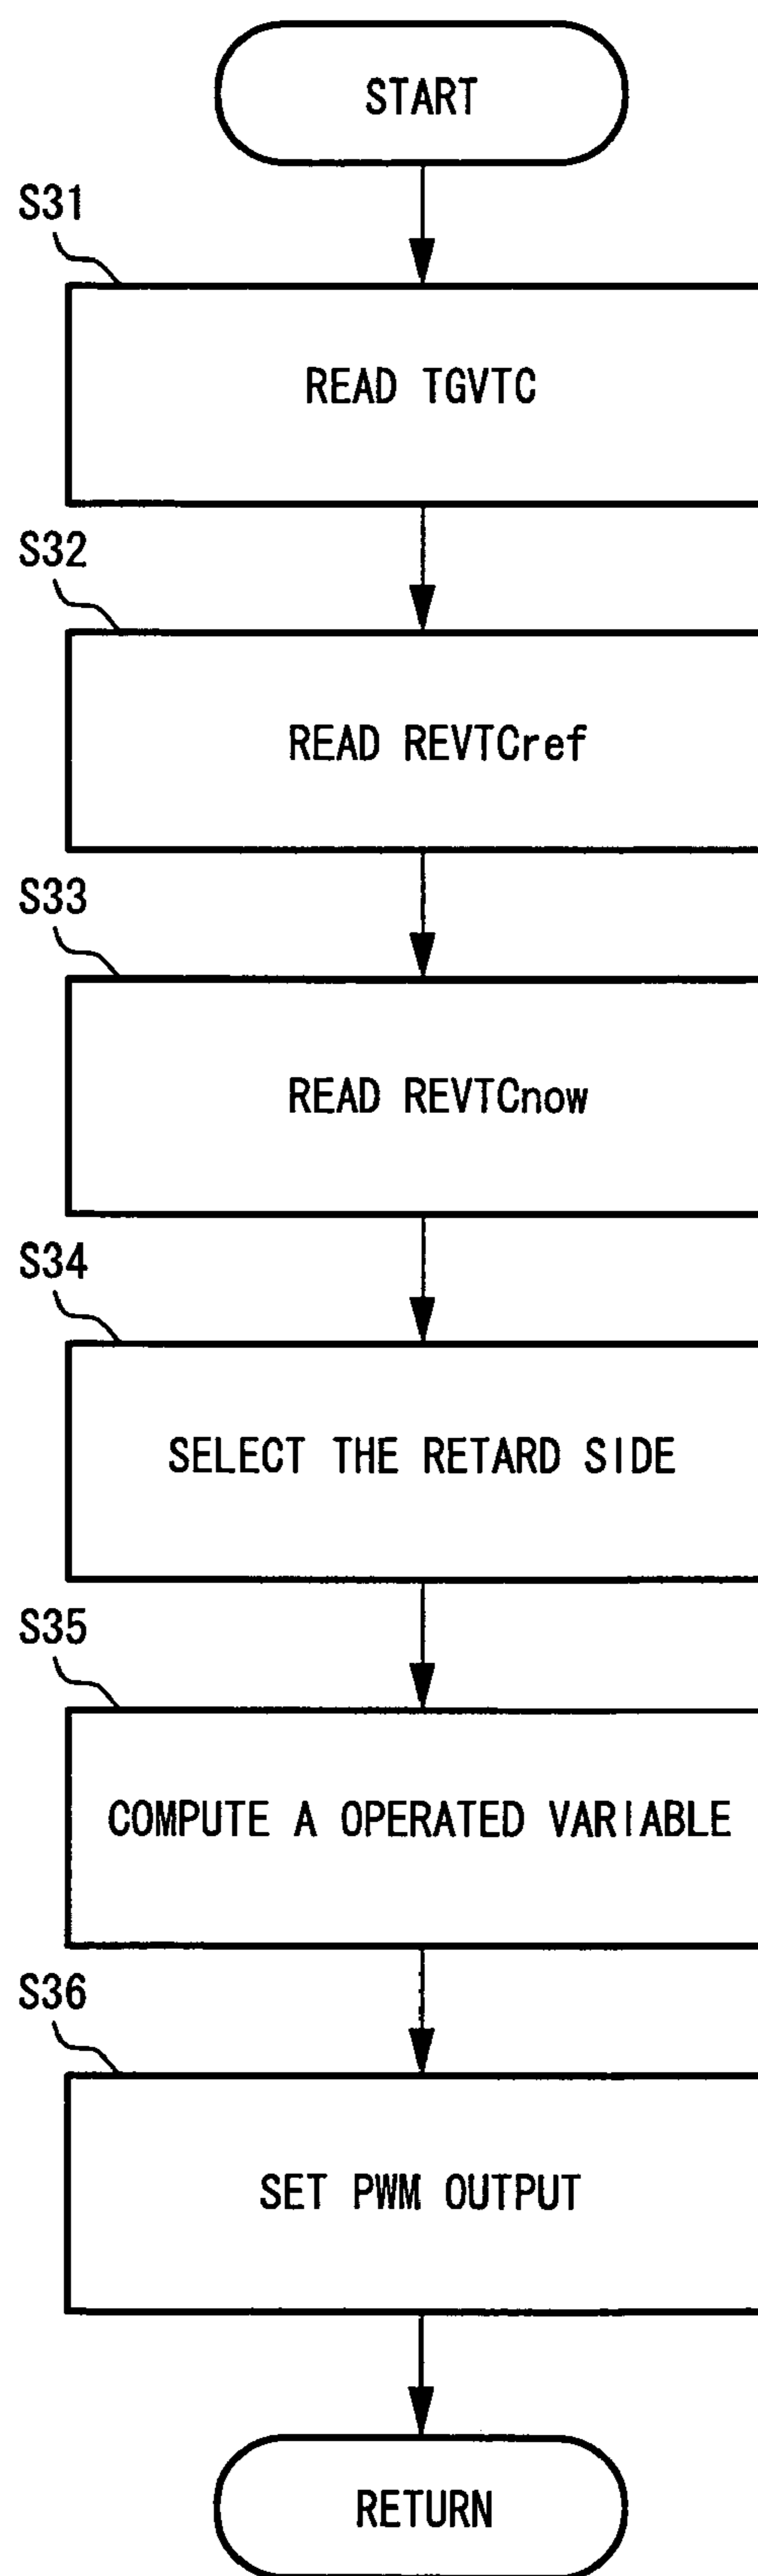 START
S31
READ TGVTC
S32
READ REVTCref
S33
READ REVTCnow
S34
SELECT THE RETARD SIDE
S35
COMPUTE A OPERATED VARIABLE
S36
SET PWM OUTPUT
RETURN